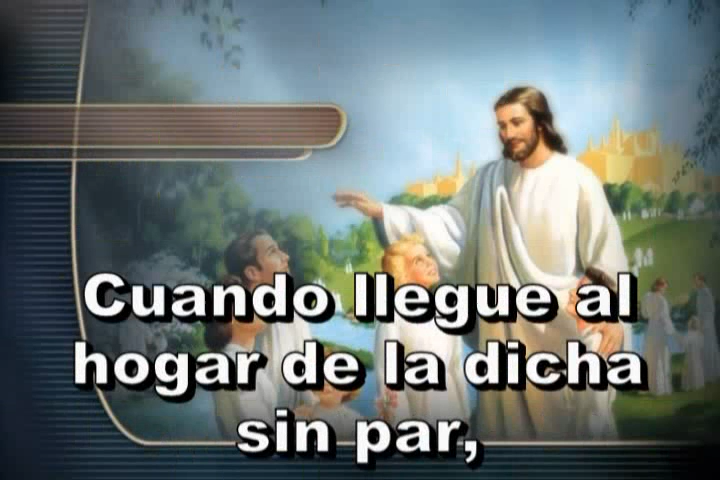 Cuando llegue al
hogar de la dicha
sin par,